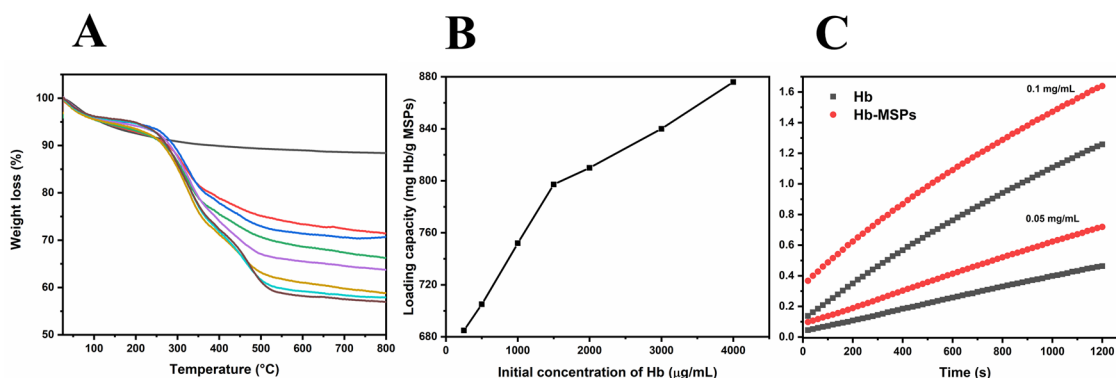 A
B
C
Weight loss (%)
100
90
80
70
60
50
100 200 300 400 500 600 700 800
Temperature (°C)
Loading capacity (mg Hb/g MSPs)
880
840
800
760
720
680
0 1000 2000 3000 4000
Initial concentration of Hb (μg/mL)
1.6
1.4
1.2
1.0
0.8
0.6
0.4
0.2
0.0
Hb
Hb-MSPs
0.1 mg/mL
0.05 mg/mL
0 200 400 600 800 1000 1200
Time (s)